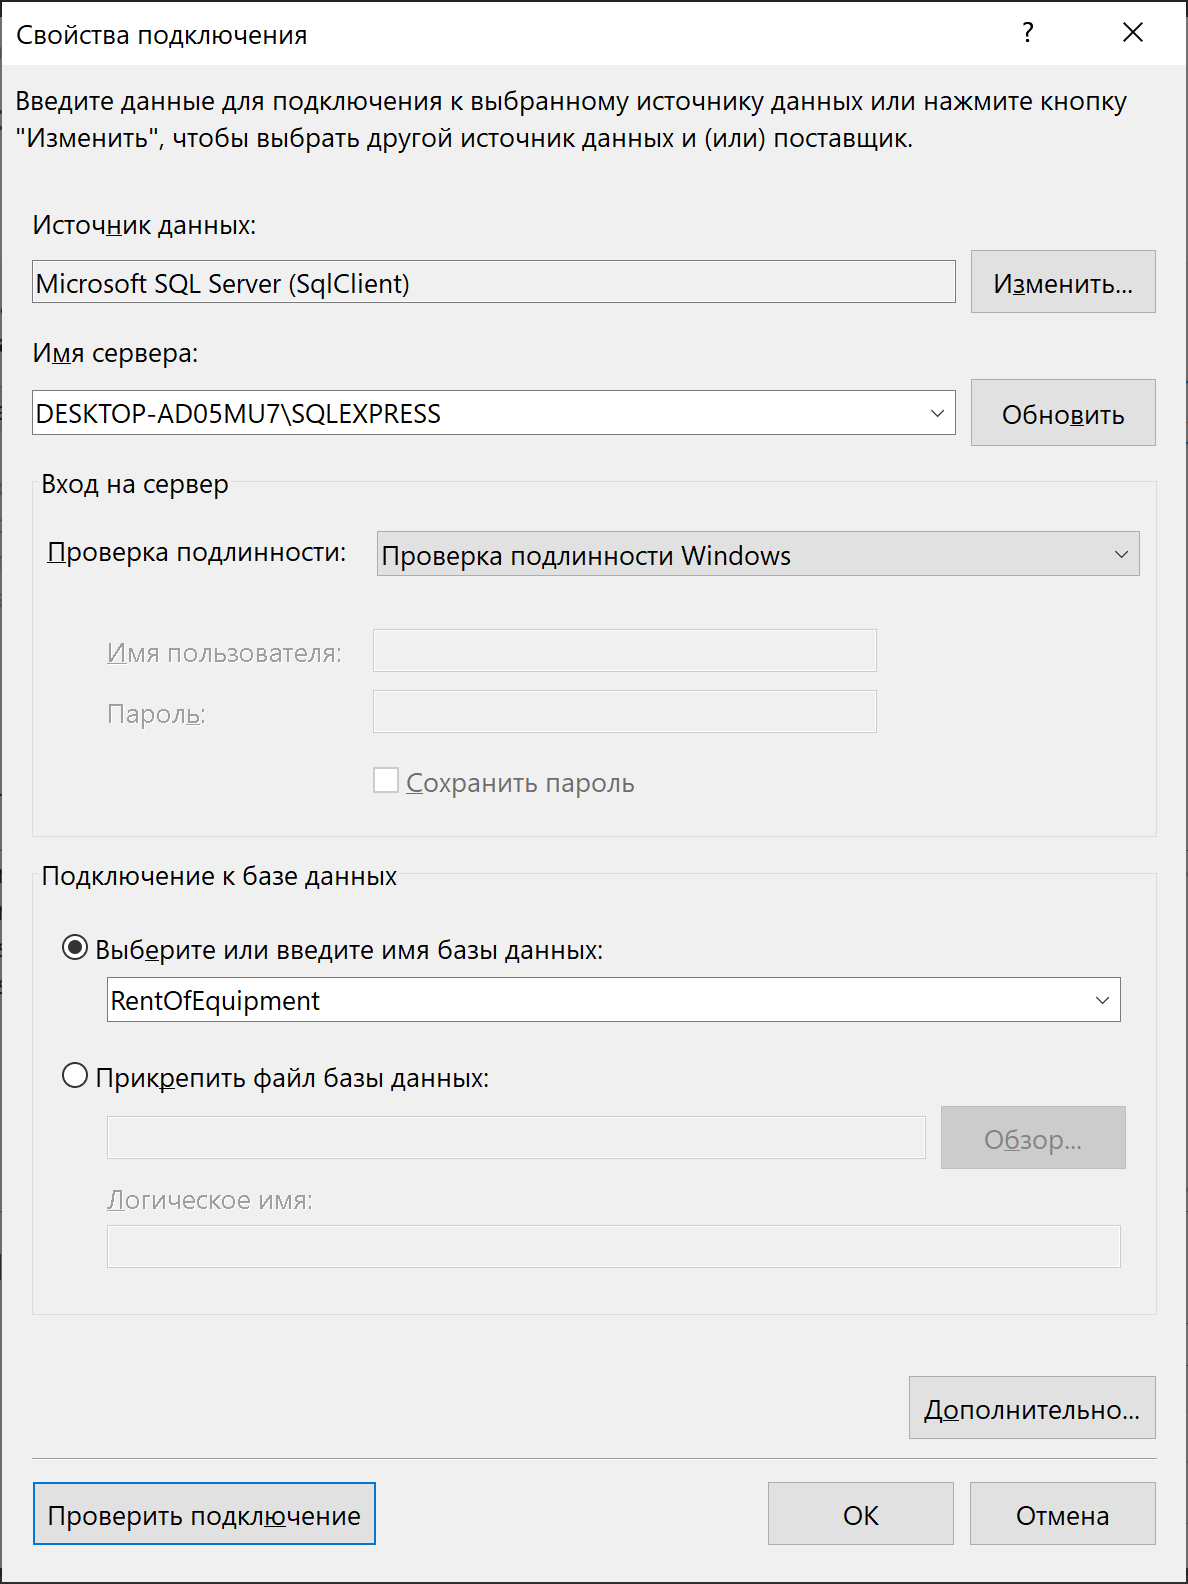 Свойства подключения
?
Введите данные для подключения к выбранному источнику данных или нажмите кнопку
"Изменить", чтобы выбрать другой источник данных и (или) поставщик.
Источник данных:
Microsoft SQL Server (SqlClient)
Изменить...
Имя сервера:
DESKTOP-AD05MU7\SQLEXPRESS
Обновить
Вход на сервер
Проверка подлинности:
Проверка подлинности Windows
Имя пользователя:
Пароль:
Сохранить пароль
Подключение к базе данных
Выберите или введите имя базы данных:
RentOfEquipment
Прикрепить файл базы данных:
Обзор...
Логическое имя:
Дополнительно...
Проверить подключение
ОК
Отмена